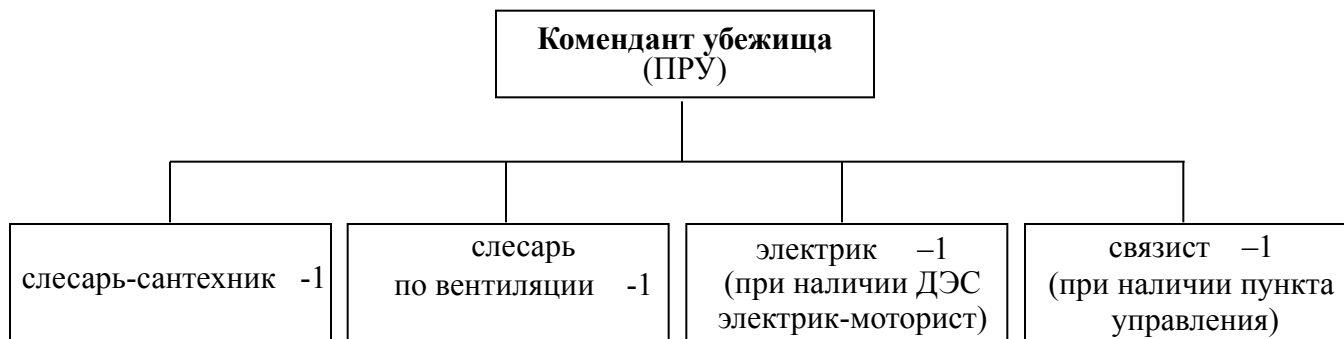 Комендант убежища
(ПРУ)
слесарь-сантехник -1
слесарь
по вентиляции -1
электрик –1
(при наличии ДЭС
электрик-моторист)
связист –1
(при наличии пункта
управления)